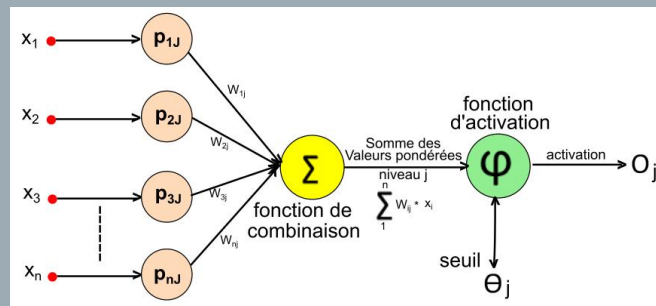 x1
p1J
W1j
x2
p2J
W2j
x3
p3J
W3j
xn
pnJ
Wnj
Σ
fonction de
combinaison
Somme des
Valeurs pondérées
niveau j
n
∑ Wij * xi
1
fonction
d'activation
φ
activation
Oj
seuil
Θj